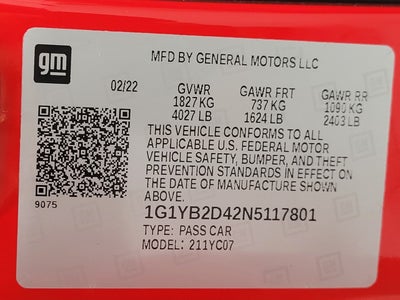 gm
MFD BY GENERAL MOTORS LLC
02/22 GVWR GAWR FRT GAWR RR
1827 KG 737 KG 1090 KG
4027 LB 1624 LB 2403 LB
THIS VEHICLE CONFORMS TO ALL
APPLICABLE U.S. FEDERAL MOTOR
VEHICLE SAFETY, BUMPER, AND THEFT
PREVENTION STANDARDS IN EFFECT ON
THE DATE OF MANUFACTURE SHOWN
ABOVE.
9075
1G1YB2D42N5117801
TYPE: PASS CAR
MODEL: 211YC07